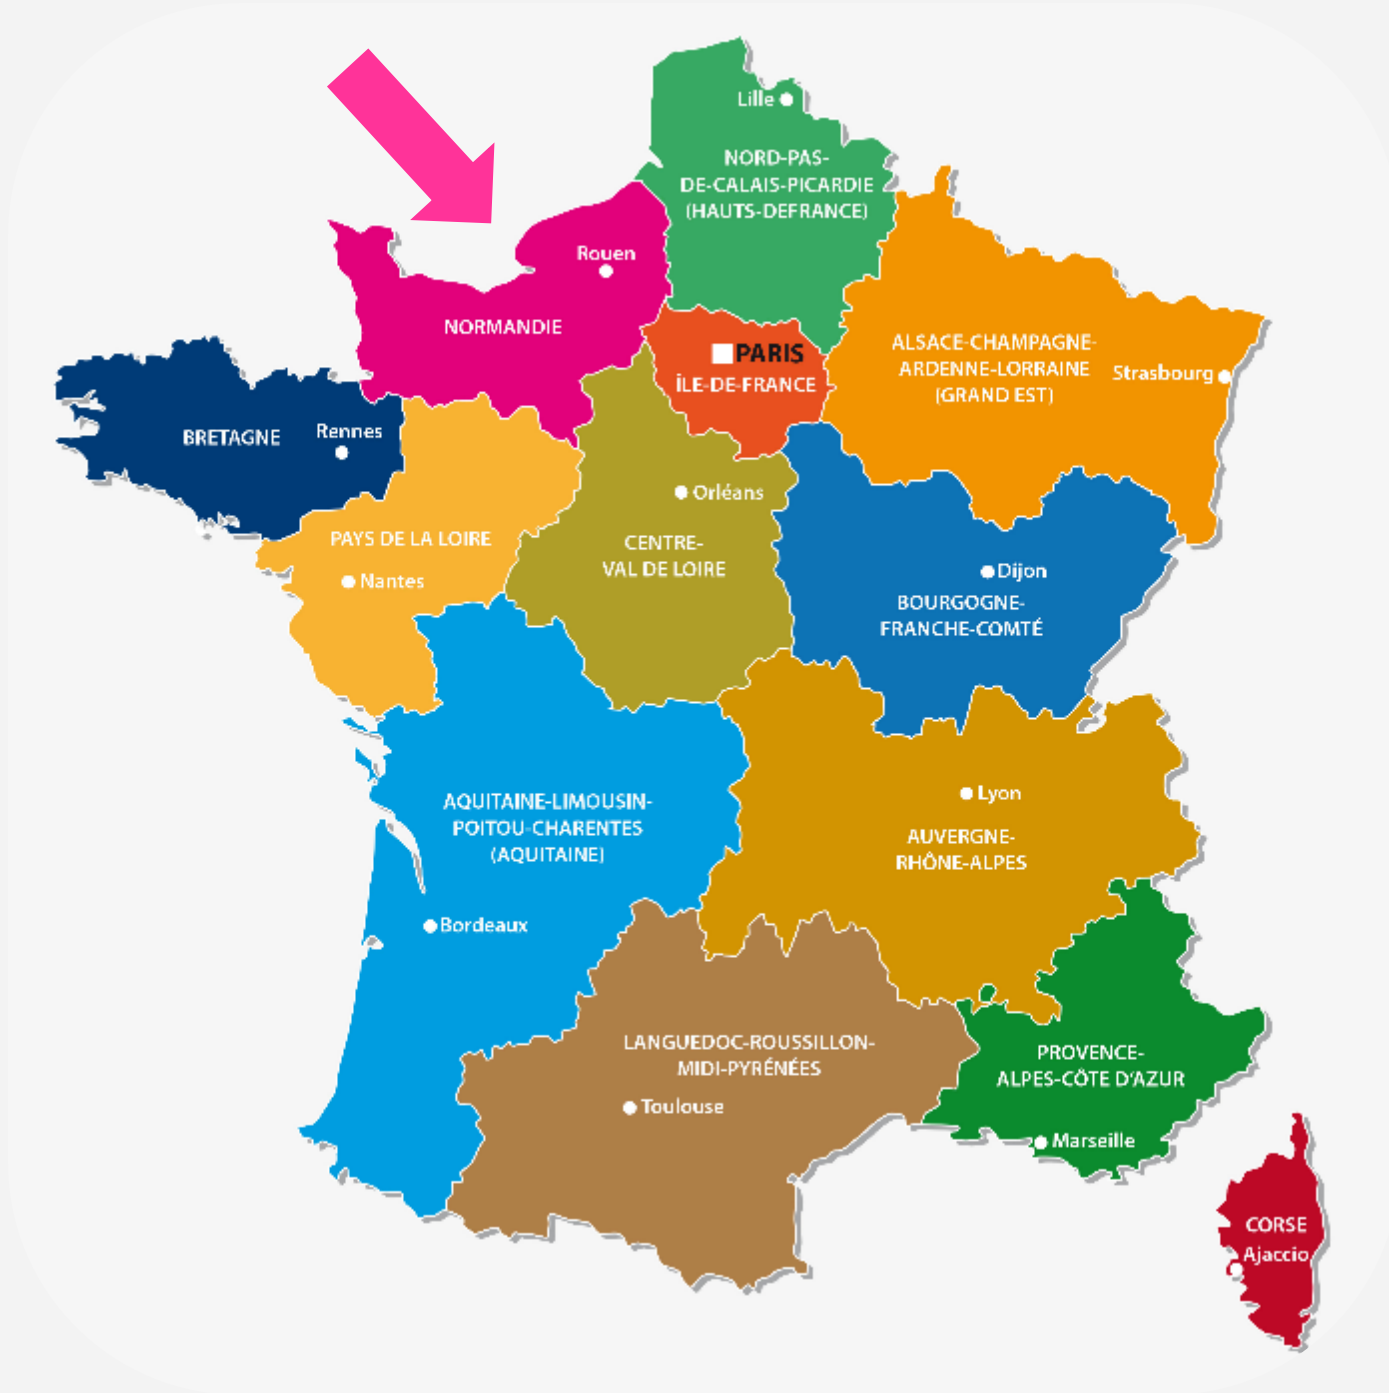 Lille
NORD-PAS-
DE-CALAIS-PICARDIE
(HAUTS-DEFRANCE)
Rouen
NORMANDIE
PARIS
ÎLE-DE-FRANCE
ALSACE-CHAMPAGNE-
ARDENNE-LORRAINE
(GRAND EST)
Strasbourg
BRETAGNE
Rennes
Orléans
CENTRE-
VAL DE LOIRE
PAYS DE LA LOIRE
Nantes
Dijon
BOURGOGNE-
FRANCHE-COMTÉ
AQUITAINE-LIMOUSIN-
POITOU-CHARENTES
(AQUITAINE)
Bordeaux
Lyon
AUVERGNE-
RHÔNE-ALPES
LANGUEDOC-ROUSSILLON-
MIDI-PYRÉNÉES
Toulouse
PROVENCE-
ALPES-CÔTE D'AZUR
Marseille
CORSE
Ajaccio